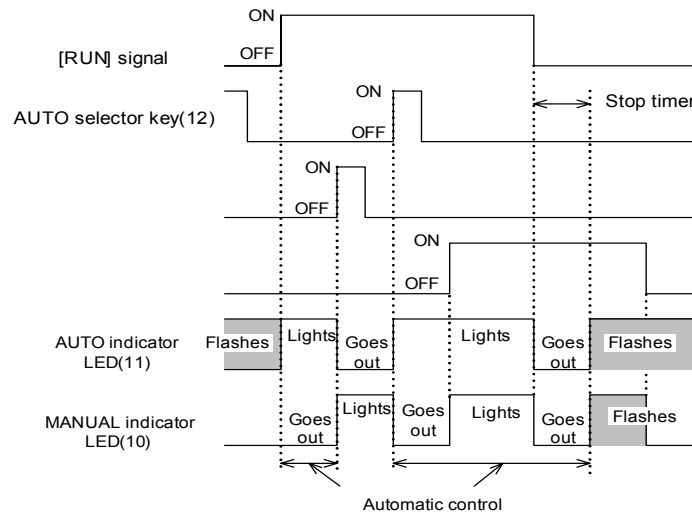 ON
OFF
[RUN] signal
ON
Stop timer
AUTO selector key(12)
OFF
ON
OFF
ON
OFF
AUTO indicator
LED(11)
Flashes
Lights
Goes
out
Lights
Goes
out
Flashes
MANUAL indicator
LED(10)
Goes
out
Lights
Goes
out
Lights
Goes
out
Flashes
Automatic control